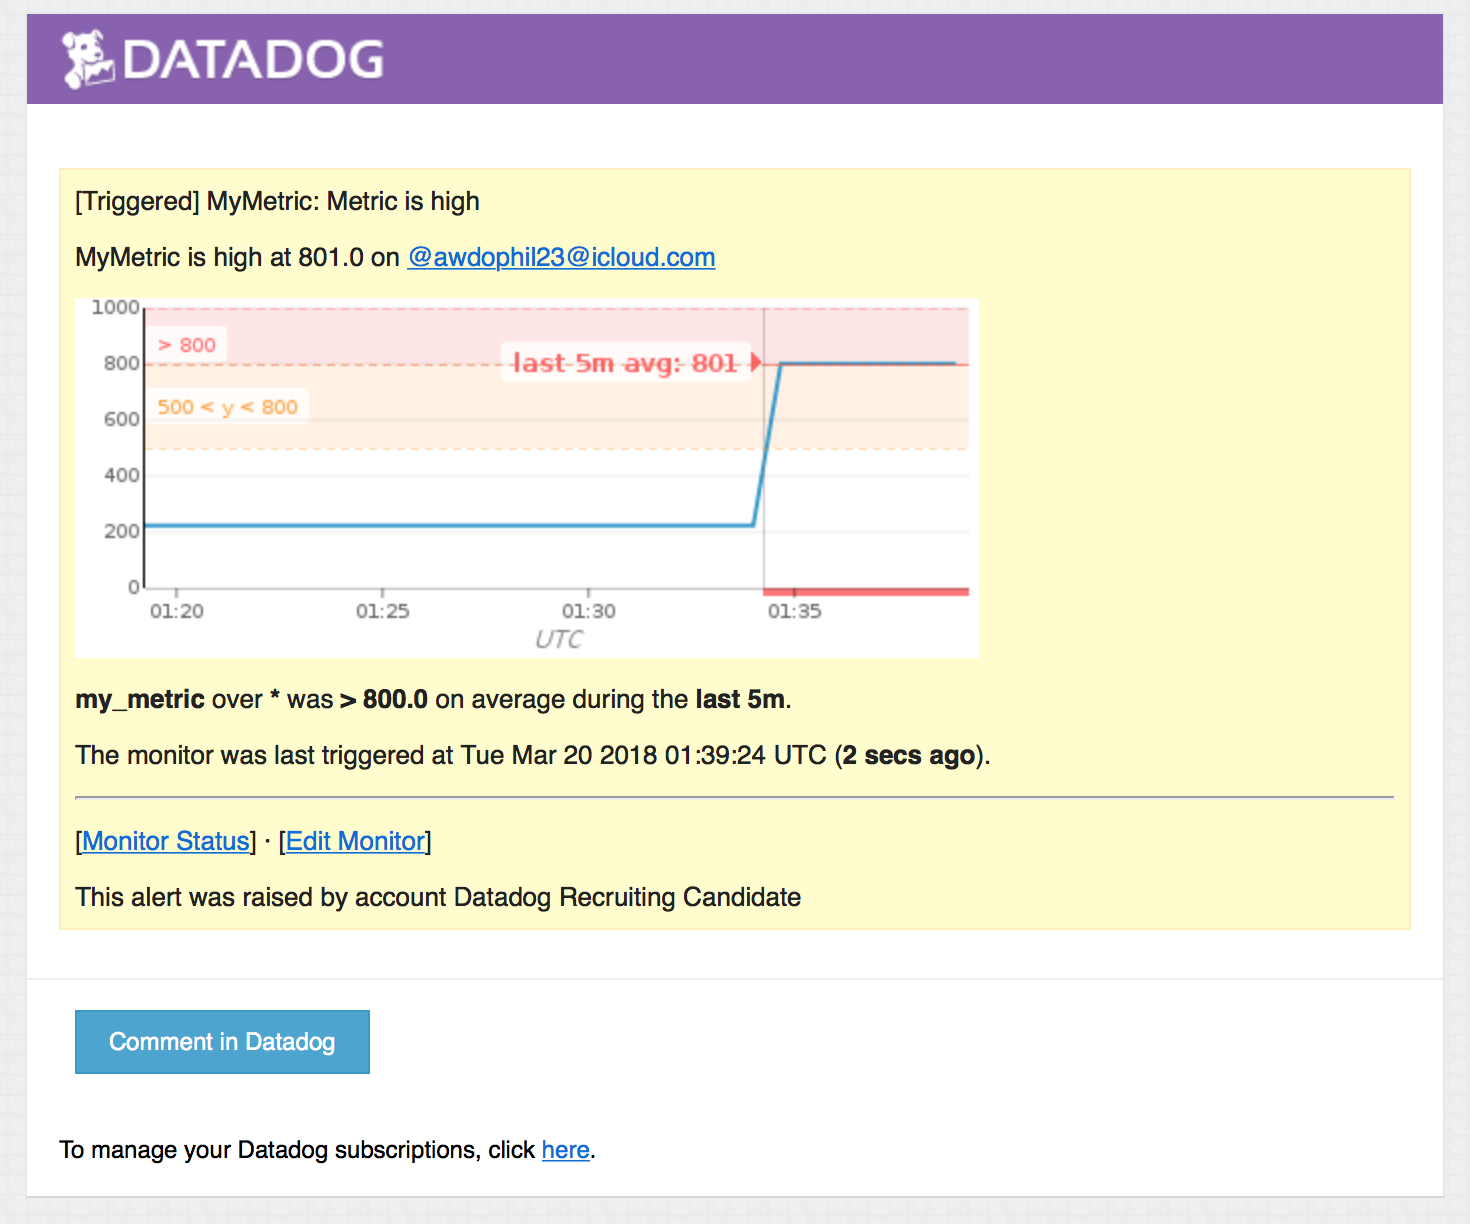 DATADOG
[Triggered] MyMetric: Metric is high
MyMetric is high at 801.0 on @awdophil23@icloud.com
1000
> 800
800
last 5m avg: 801
500 < y < 800
600
400
200
0
01:20 01:25 01:30 01:35
UTC
my_metric over * was > 800.0 on average during the last 5m.
The monitor was last triggered at Tue Mar 20 2018 01:39:24 UTC (2 secs ago).
[Monitor Status] · [Edit Monitor]
This alert was raised by account Datadog Recruiting Candidate
Comment in Datadog
To manage your Datadog subscriptions, click here.